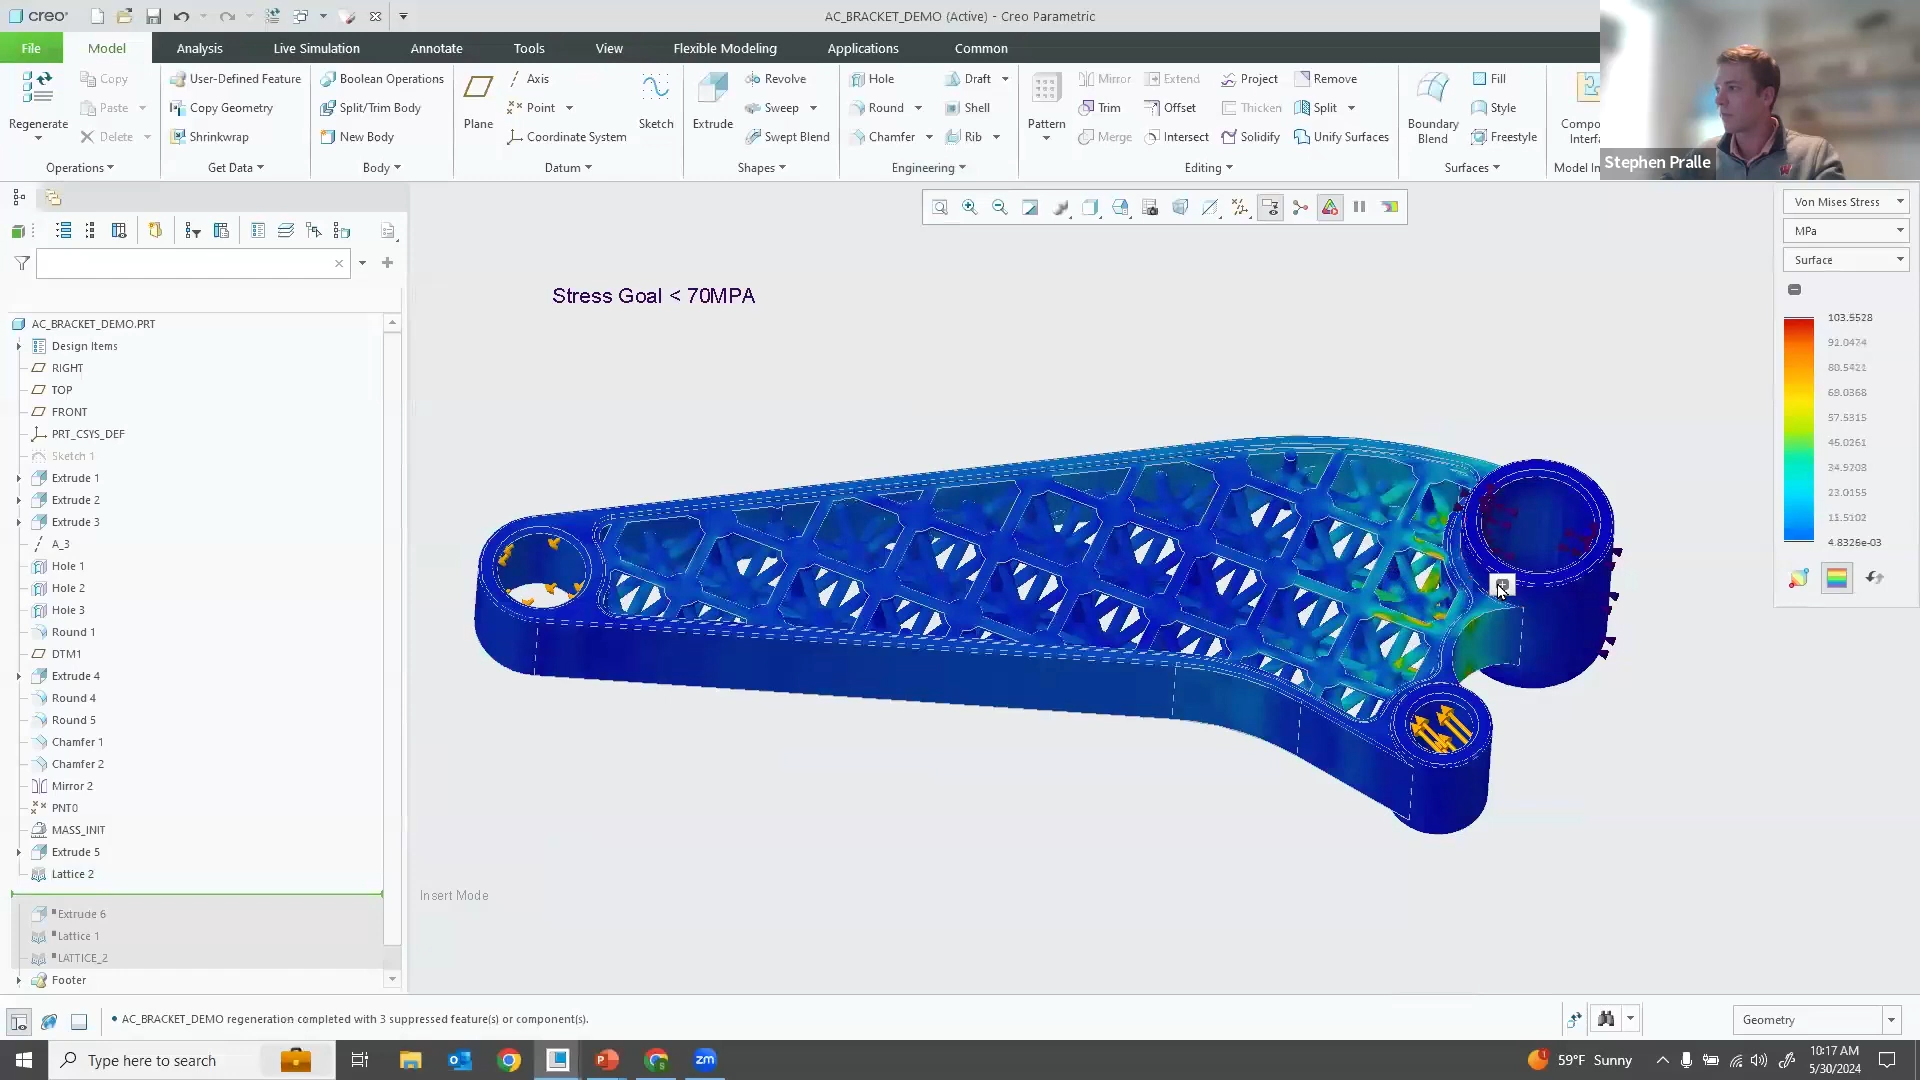 creo
AC_BRACKET_DEMO (Active) - Creo Parametric
File Model Analysis Live Simulation Annotate Tools View Flexible Modeling Applications Common
Regenerate
Copy
Paste
Delete
Operations
User-Defined Feature
Copy Geometry
Shrinkwrap
Get Data
Boolean Operations
Split/Trim Body
New Body
Body
Plane
Axis
Point
Coordinate System
Sketch
Datum
Extrude
Revolve
Sweep
Swept Blend
Shapes
Hole
Round
Chamfer
Draft
Shell
Rib
Engineering
Pattern
Mirror
Trim
Merge
Extend
Offset
Intersect
Project
Thicken
Solidify
Remove
Split
Unify Surfaces
Editing
Boundary
Blend
Fill
Style
Freestyle
Surfaces
Stephen Pralle
Von Mises Stress
MPa
Surface
103.5528
92.0474
80.5421
69.0368
57.5315
46.0261
34.5208
23.0155
11.5102
4.8326e-03
Stress Goal < 70MPA
AC_BRACKET_DEMO.PRT
Design Items
RIGHT
TOP
FRONT
PRT_CSYS_DEF
Sketch 1
Extrude 1
Extrude 2
Extrude 3
A_3
Hole 1
Hole 2
Hole 3
Round 1
DTM1
Extrude 4
Round 4
Round 5
Chamfer 1
Chamfer 2
Mirror 2
PNT0
MASS_INIT
Extrude 5
Lattice 2
Extrude 6
Lattice 1
LATTICE_2
Footer
Insert Mode
• AC_BRACKET_DEMO regeneration completed with 3 suppressed feature(s) or component(s).
Geometry
Type here to search
59°F Sunny
10:17 AM
5/30/2024